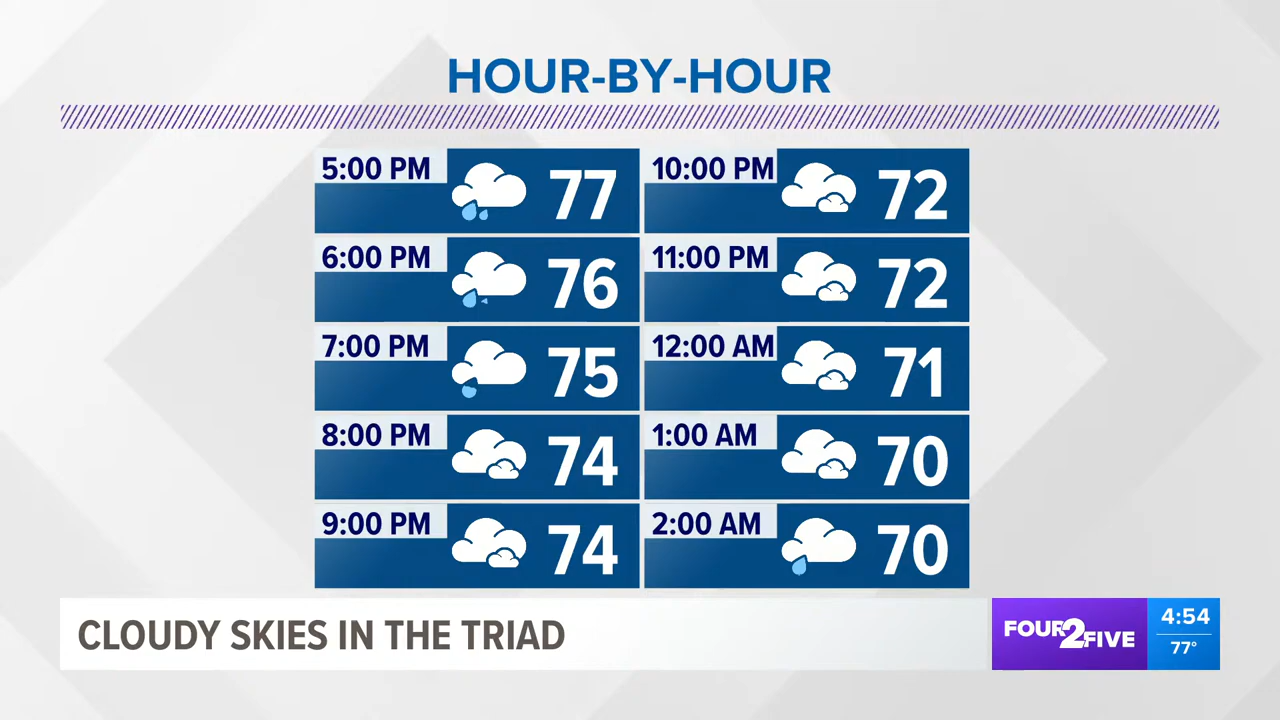 HOUR-BY-HOUR
5:00 PM 77
6:00 PM 76
7:00 PM 75
8:00 PM 74
9:00 PM 74
10:00 PM 72
11:00 PM 72
12:00 AM 71
1:00 AM 70
2:00 AM 70
CLOUDY SKIES IN THE TRIAD
FOUR2FIVE
4:54
77°